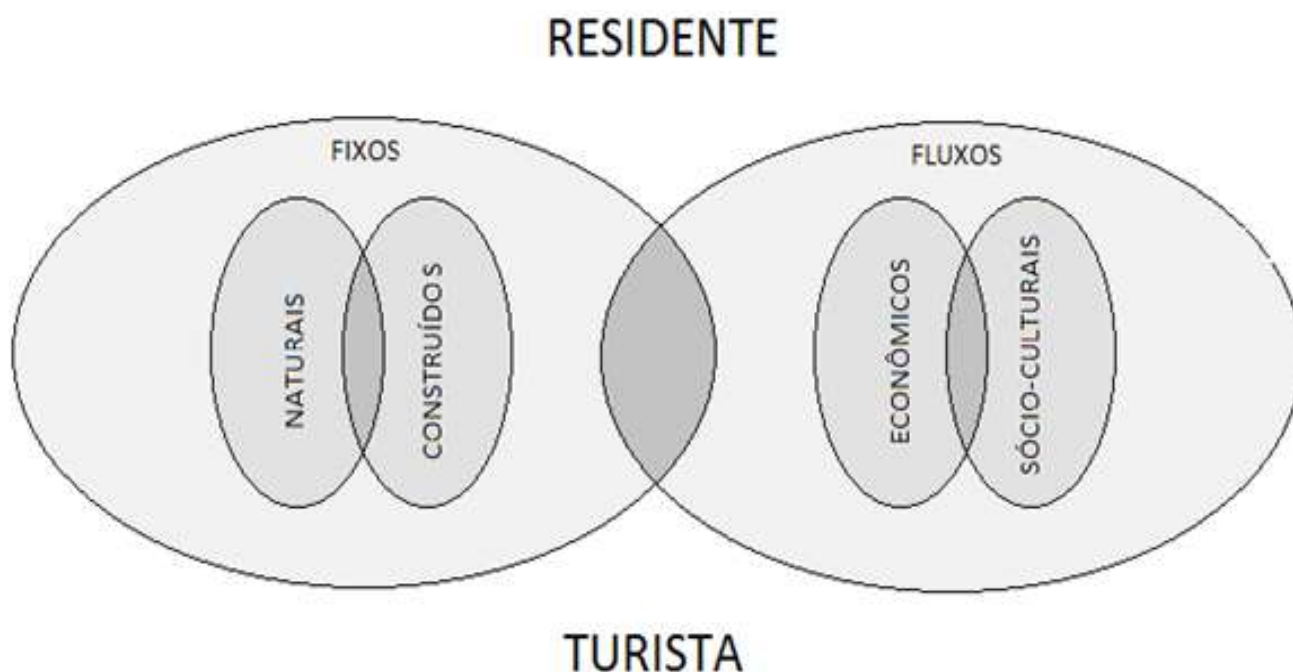 RESIDENTE
FIXOS
FLUXOS
NATURAIS
CONSTRUÍDOS
ECONÔMICOS
SÓCIO-CULTURAIS
TURISTA